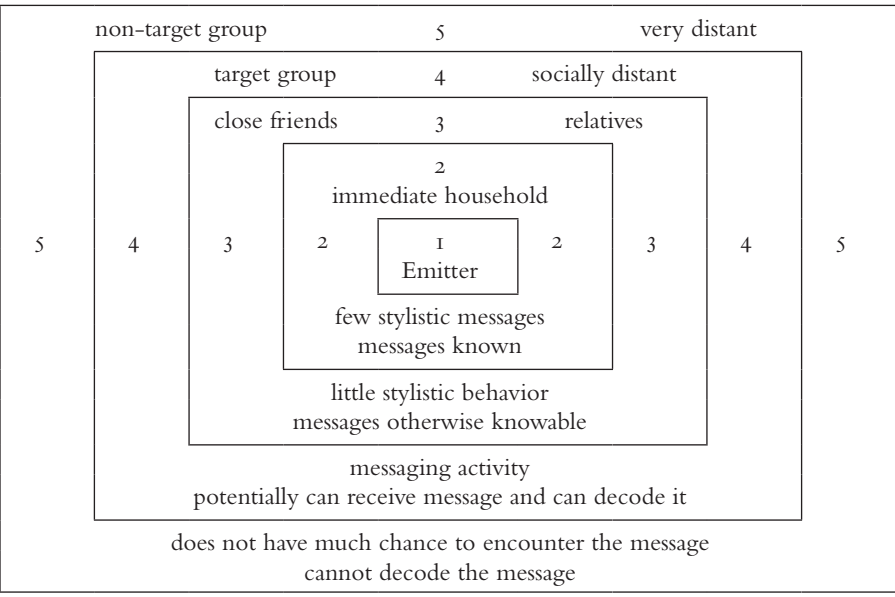 non-target group 5 very distant
target group 4 socially distant
close friends 3 relatives
2
immediate household
5 4 3 2 1 2 3 4 5
Emitter
few stylistic messages
messages known
little stylistic behavior
messages otherwise knowable
messaging activity
potentially can receive message and can decode it
does not have much chance to encounter the message
cannot decode the message